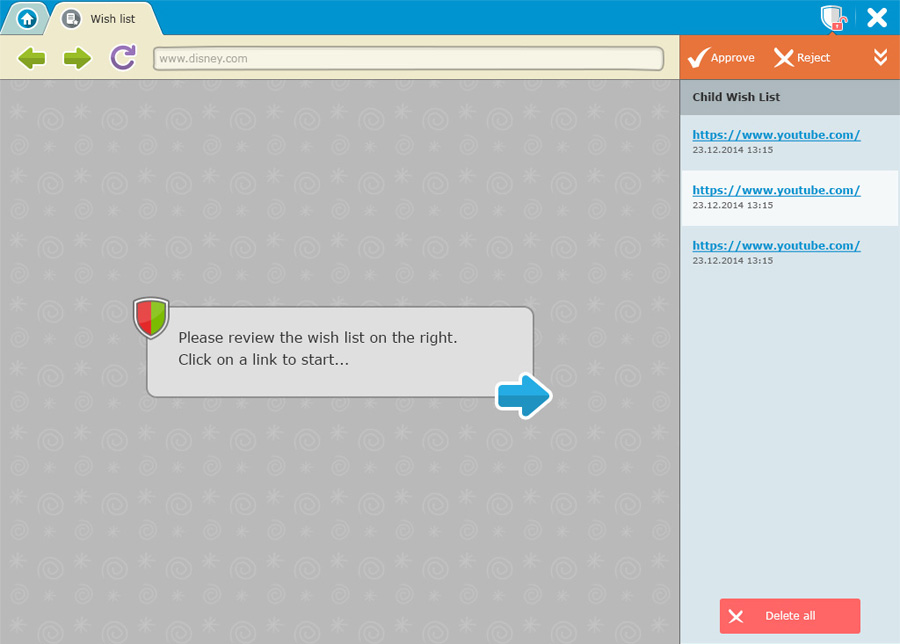 Wish list
www.disney.com
Approve
Reject
Child Wish List
https://www.youtube.com/
23.12.2014 13:15
https://www.youtube.com/
23.12.2014 13:15
https://www.youtube.com/
23.12.2014 13:15
Please review the wish list on the right.
Click on a link to start...
Delete all